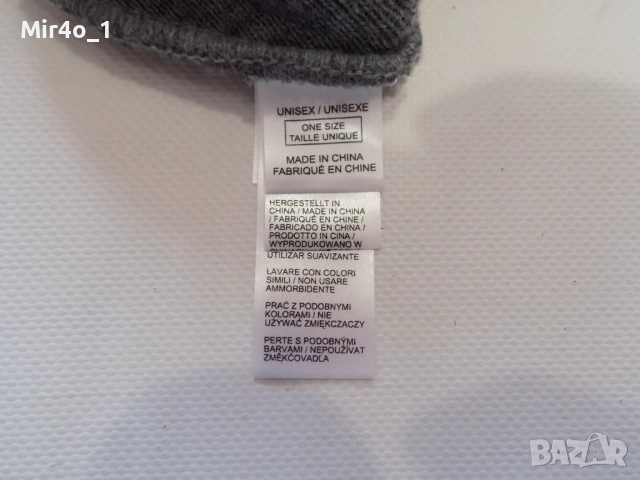 Mir4o_1
UNISEX / UNISEXE
ONE SIZE
TAILLE UNIQUE
MADE IN CHINA
FABRIQUÉ EN CHINE
HERGESTELLT IN
CHINA / MADE IN CHINA
/ FABRIQUÉ EN CHINE /
FABRICADO EN CHINA /
PRODOTTO IN CINA /
WYPRODUKOWANO W
UTILIZAR SUAVIZANTE
LAVARE CON COLORI
SIMILI / NON USARE
AMMORBIDENTE
PRAĆ Z PODOBNYMI
KOLORAMI / NIE
UŻYWAĆ ZMIĘKCZACZY
PERTE S PODOBNÝMI
BARVAMI / NEPOUŽÍVAT
ZMĚKČOVADLA
BAZAR